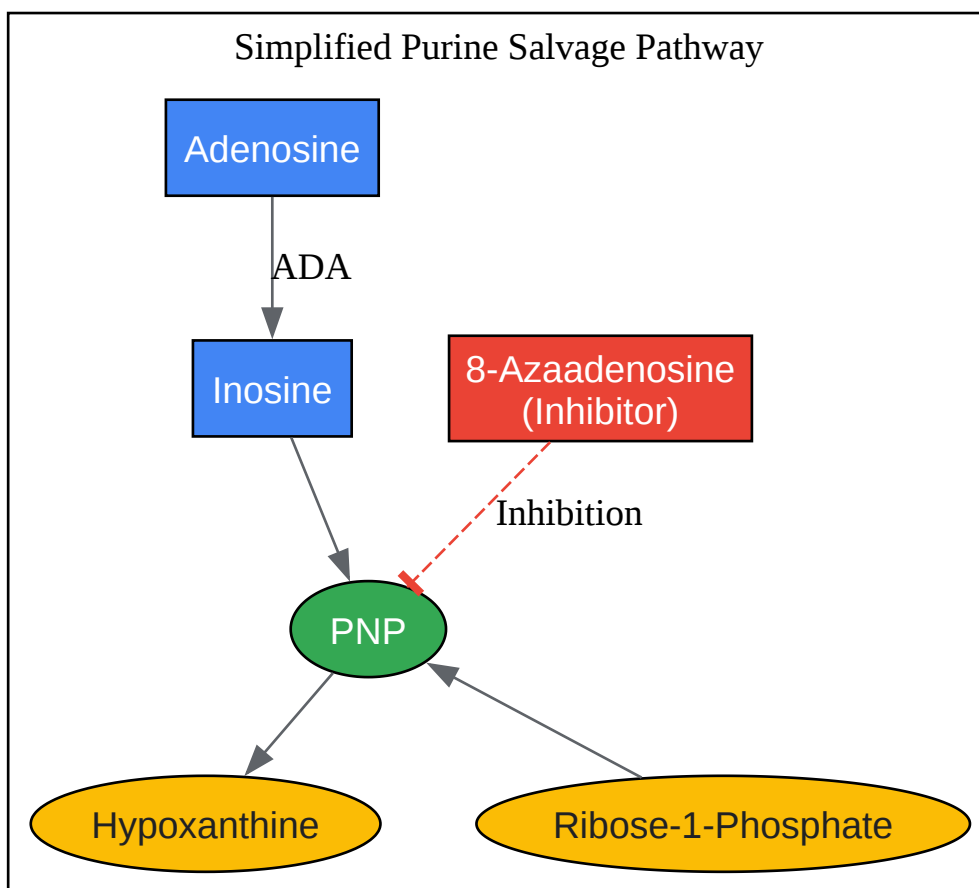 Simplified Purine Salvage Pathway
Adenosine
ADA
Inosine
8-Azaadenosine
(Inhibitor)
Inhibition
PNP
Hypoxanthine
Ribose-1-Phosphate